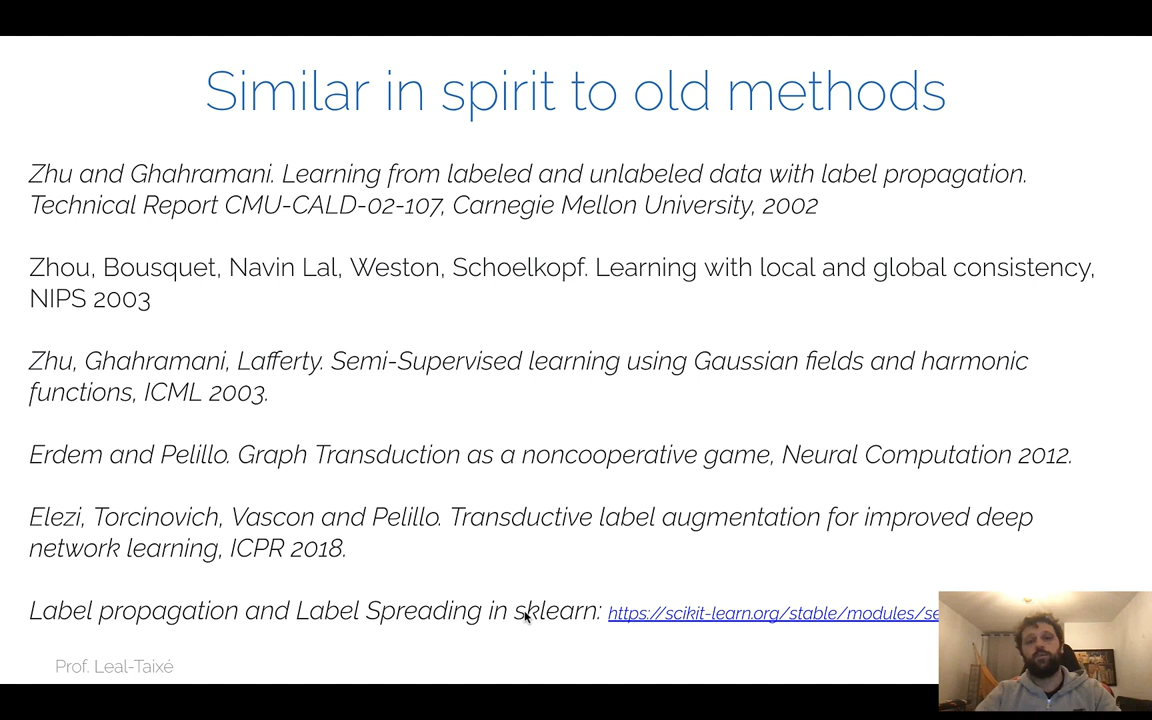 Similar in spirit to old methods
Zhu and Ghahramani. Learning from labeled and unlabeled data with label propagation.
Technical Report CMU-CALD-02-107, Carnegie Mellon University, 2002
Zhou, Bousquet, Navin Lal, Weston, Schoelkopf. Learning with local and global consistency,
NIPS 2003
Zhu, Ghahramani, Lafferty. Semi-Supervised learning using Gaussian fields and harmonic
functions, ICML 2003.
Erdem and Pelillo. Graph Transduction as a noncooperative game, Neural Computation 2012.
Elezi, Torcinovich, Vascon and Pelillo. Transductive label augmentation for improved deep
network learning, ICPR 2018.
Label propagation and Label Spreading in sklearn: https://scikit-learn.org/stable/modules/se
Prof. Leal-Taixé